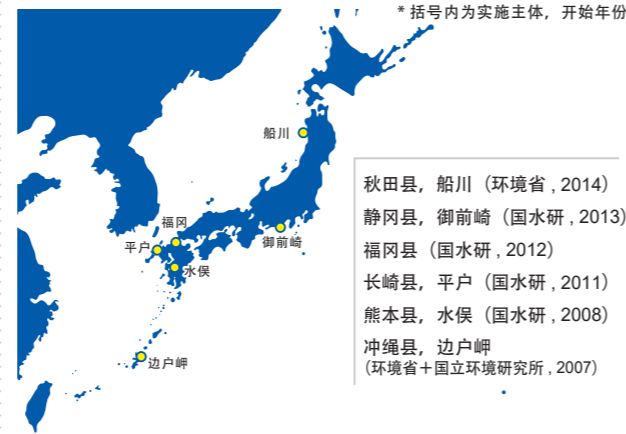 * 括号内为实施主体，开始年份
船川
福冈
平户
御前崎
水俣
边户岬
秋田县，船川（环境省 , 2014）
静冈县，御前崎（国水研 , 2013）
福冈县（国水研 , 2012）
长崎县，平户（国水研 , 2011）
熊本县，水俣（国水研 , 2008）
冲绳县，边户岬
（环境省＋国立环境研究所 , 2007）